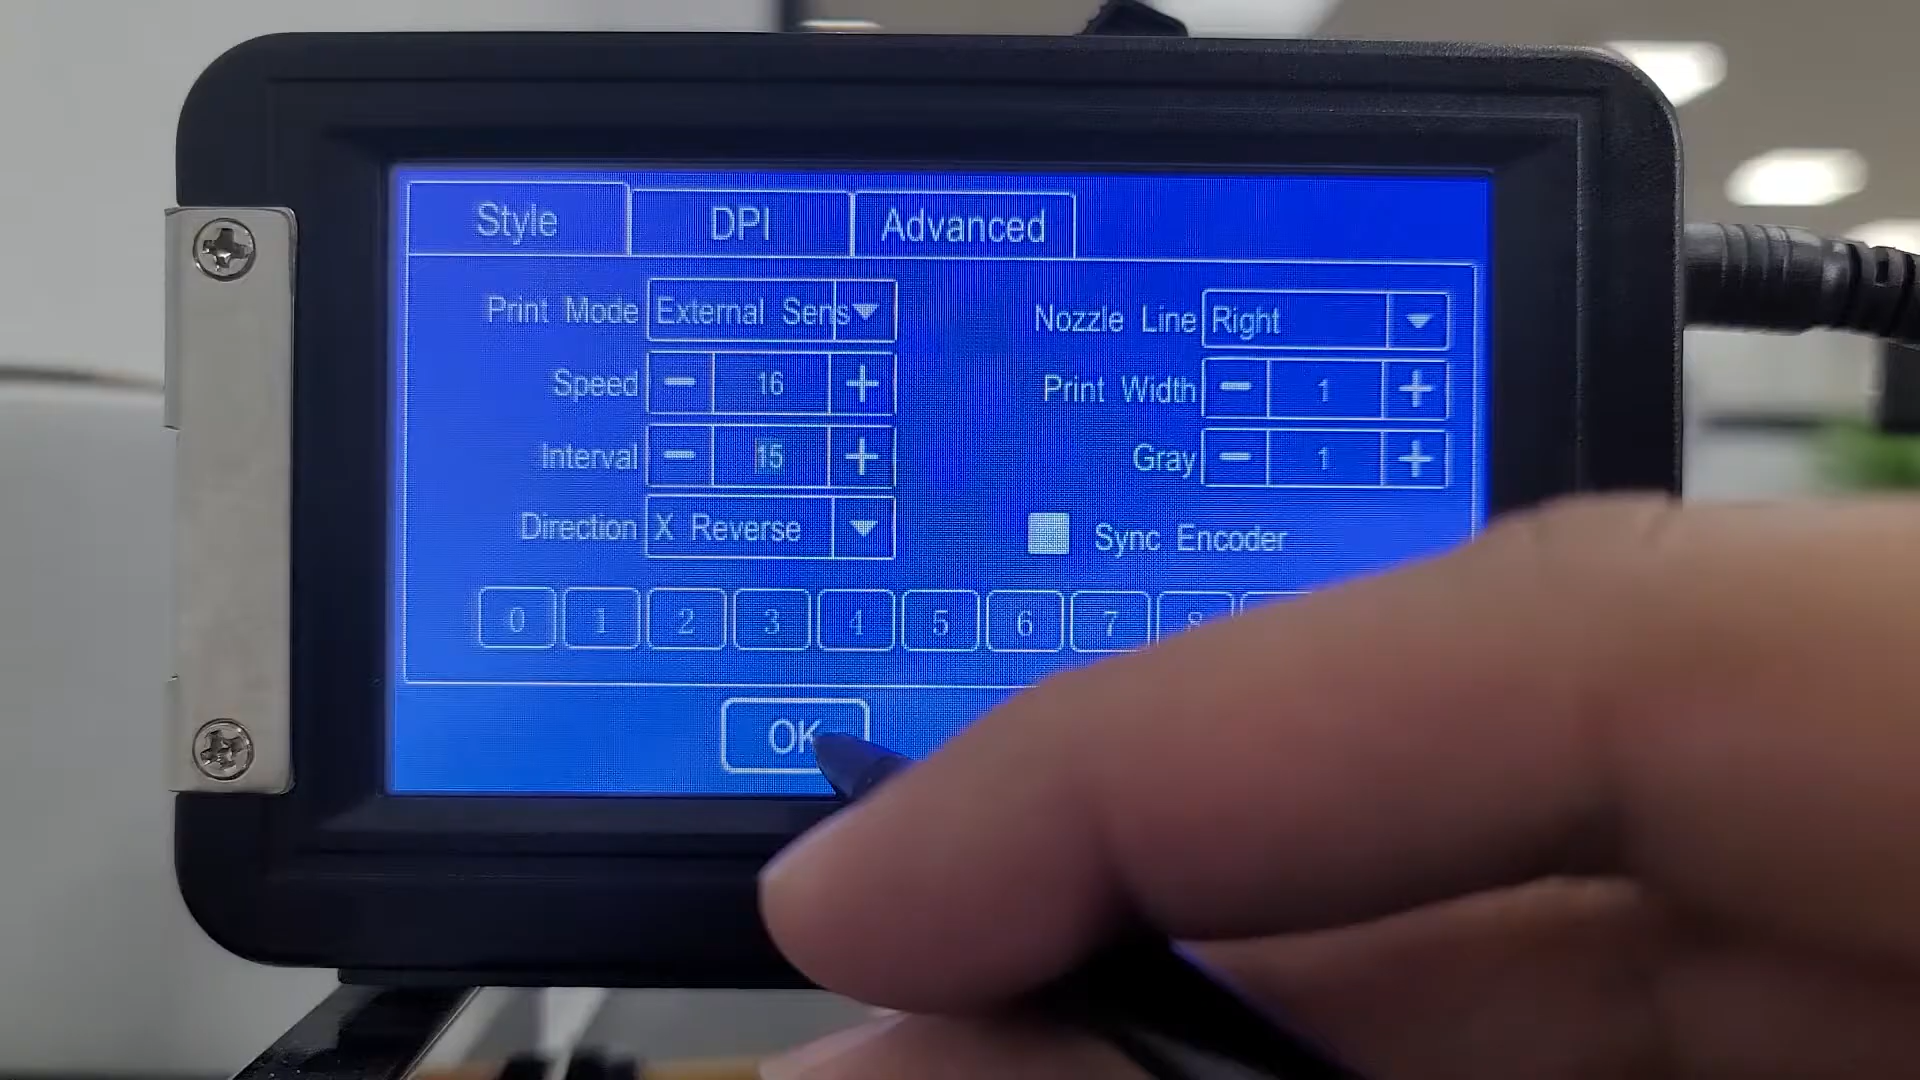 Style DPI Advanced
Print Mode External Sens Nozzle Line Right
Speed − 16 + Print Width − 1 +
Interval − 15 + Gray − 1 +
Direction X Reverse Sync Encoder
0 1 2 3 4 5 6 7 8
OK